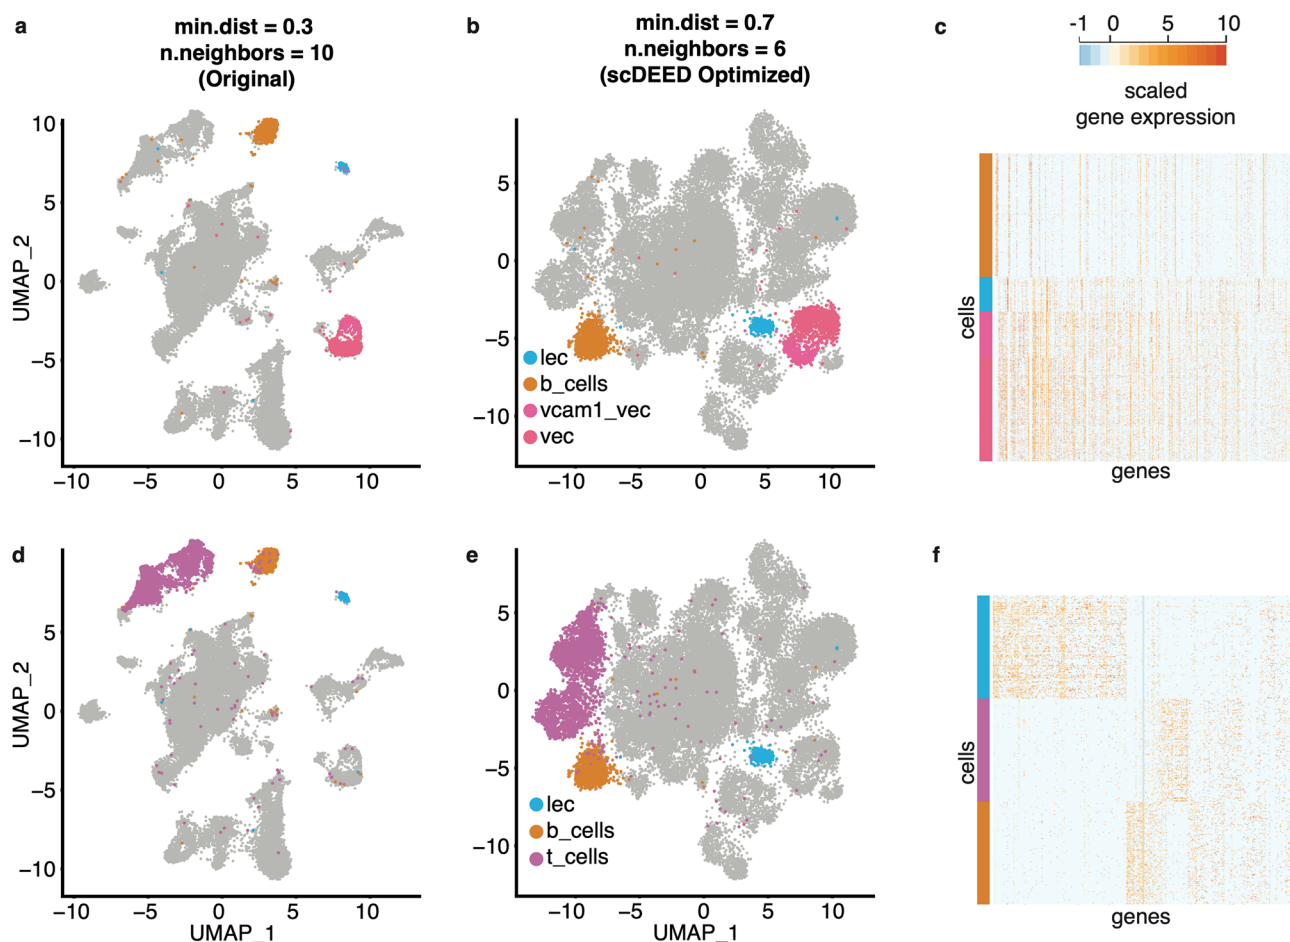 a
min.dist = 0.3
n.neighbors = 10
(Original)
b
min.dist = 0.7
n.neighbors = 6
(scDEED Optimized)
c
-1 0 5 10
scaled
gene expression
10
5
0
−5
−10
UMAP_2
−10 −5 0 5 10
5
0
−5
−10
lec
b_cells
vcam1_vec
vec
−10 −5 0 5 10
cells
genes
d
5
0
−5
−10
UMAP_2
−10 −5 0 5 10
UMAP_1
e
5
0
−5
−10
lec
b_cells
t_cells
−10 −5 0 5 10
UMAP_1
f
cells
genes